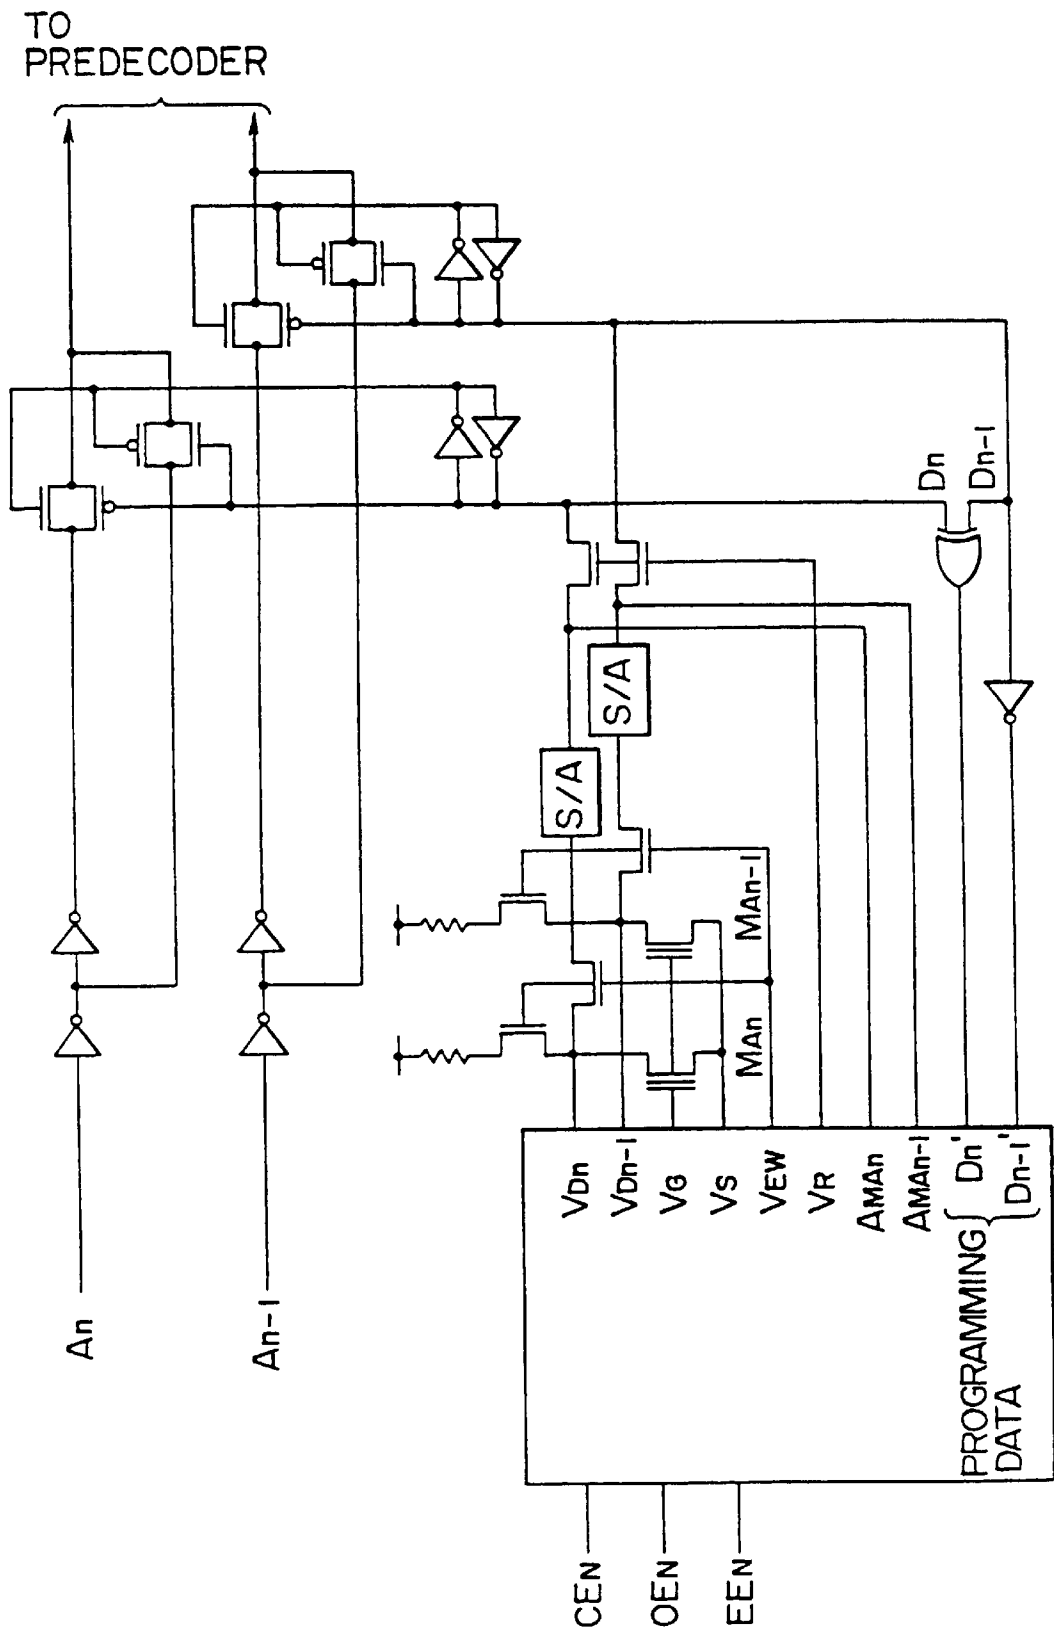 TO
PREDECODER
Dn
Dn-1
S/A
S/A
MAn-1
MAn
An
An-1
VDn
VDn-1
VG
VS
VEW
VR
AMAn
AMAn-1
Dn'
Dn-1'
PROGRAMMING
DATA
CEN
OEN
EEN